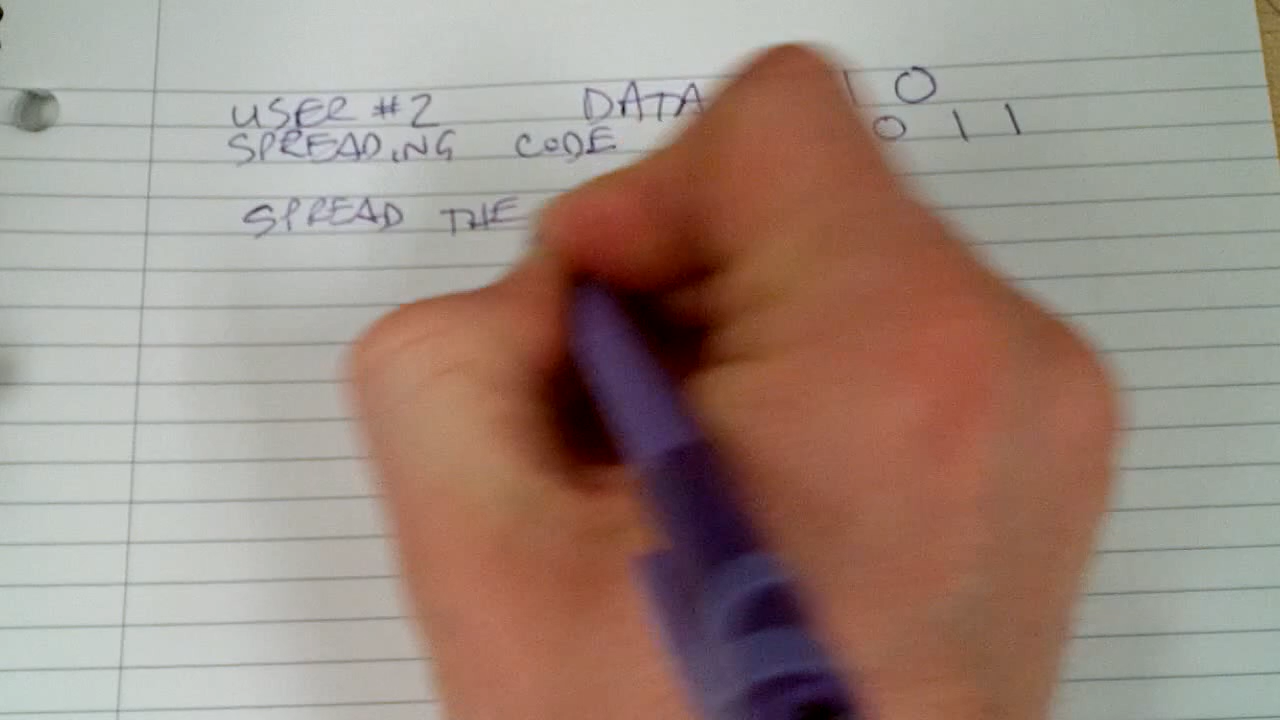 USER #2 DATA 1 0
SPREADING CODE 0 1 1
SPREAD THE